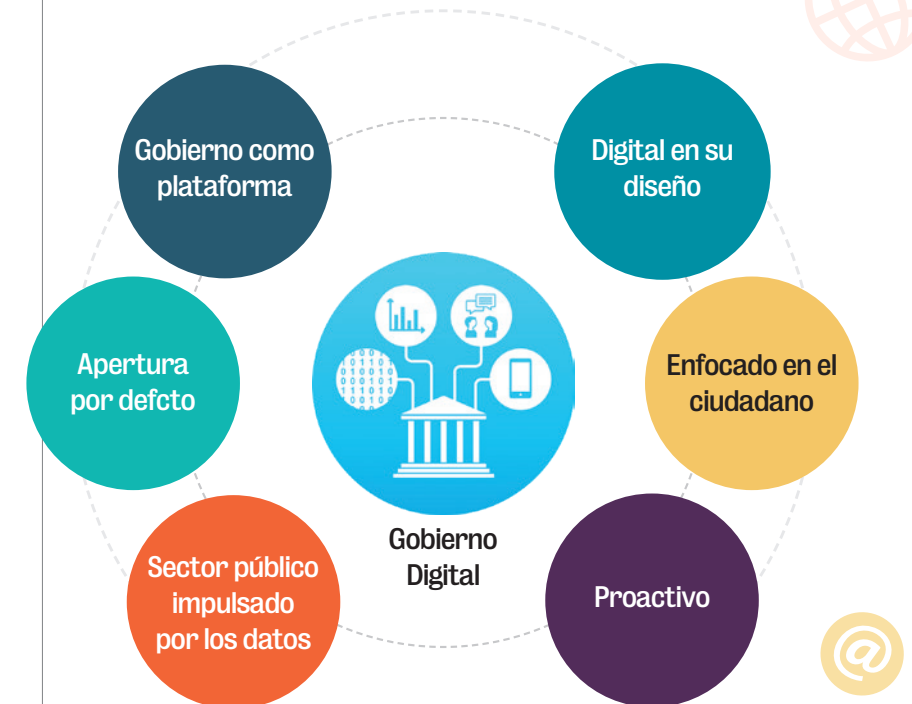 Gobierno como
plataforma
Digital en su
diseño
Apertura
por defcto
Enfocado en el
ciudadano
Gobierno
Digital
Sector público
impulsado
por los datos
Proactivo
@